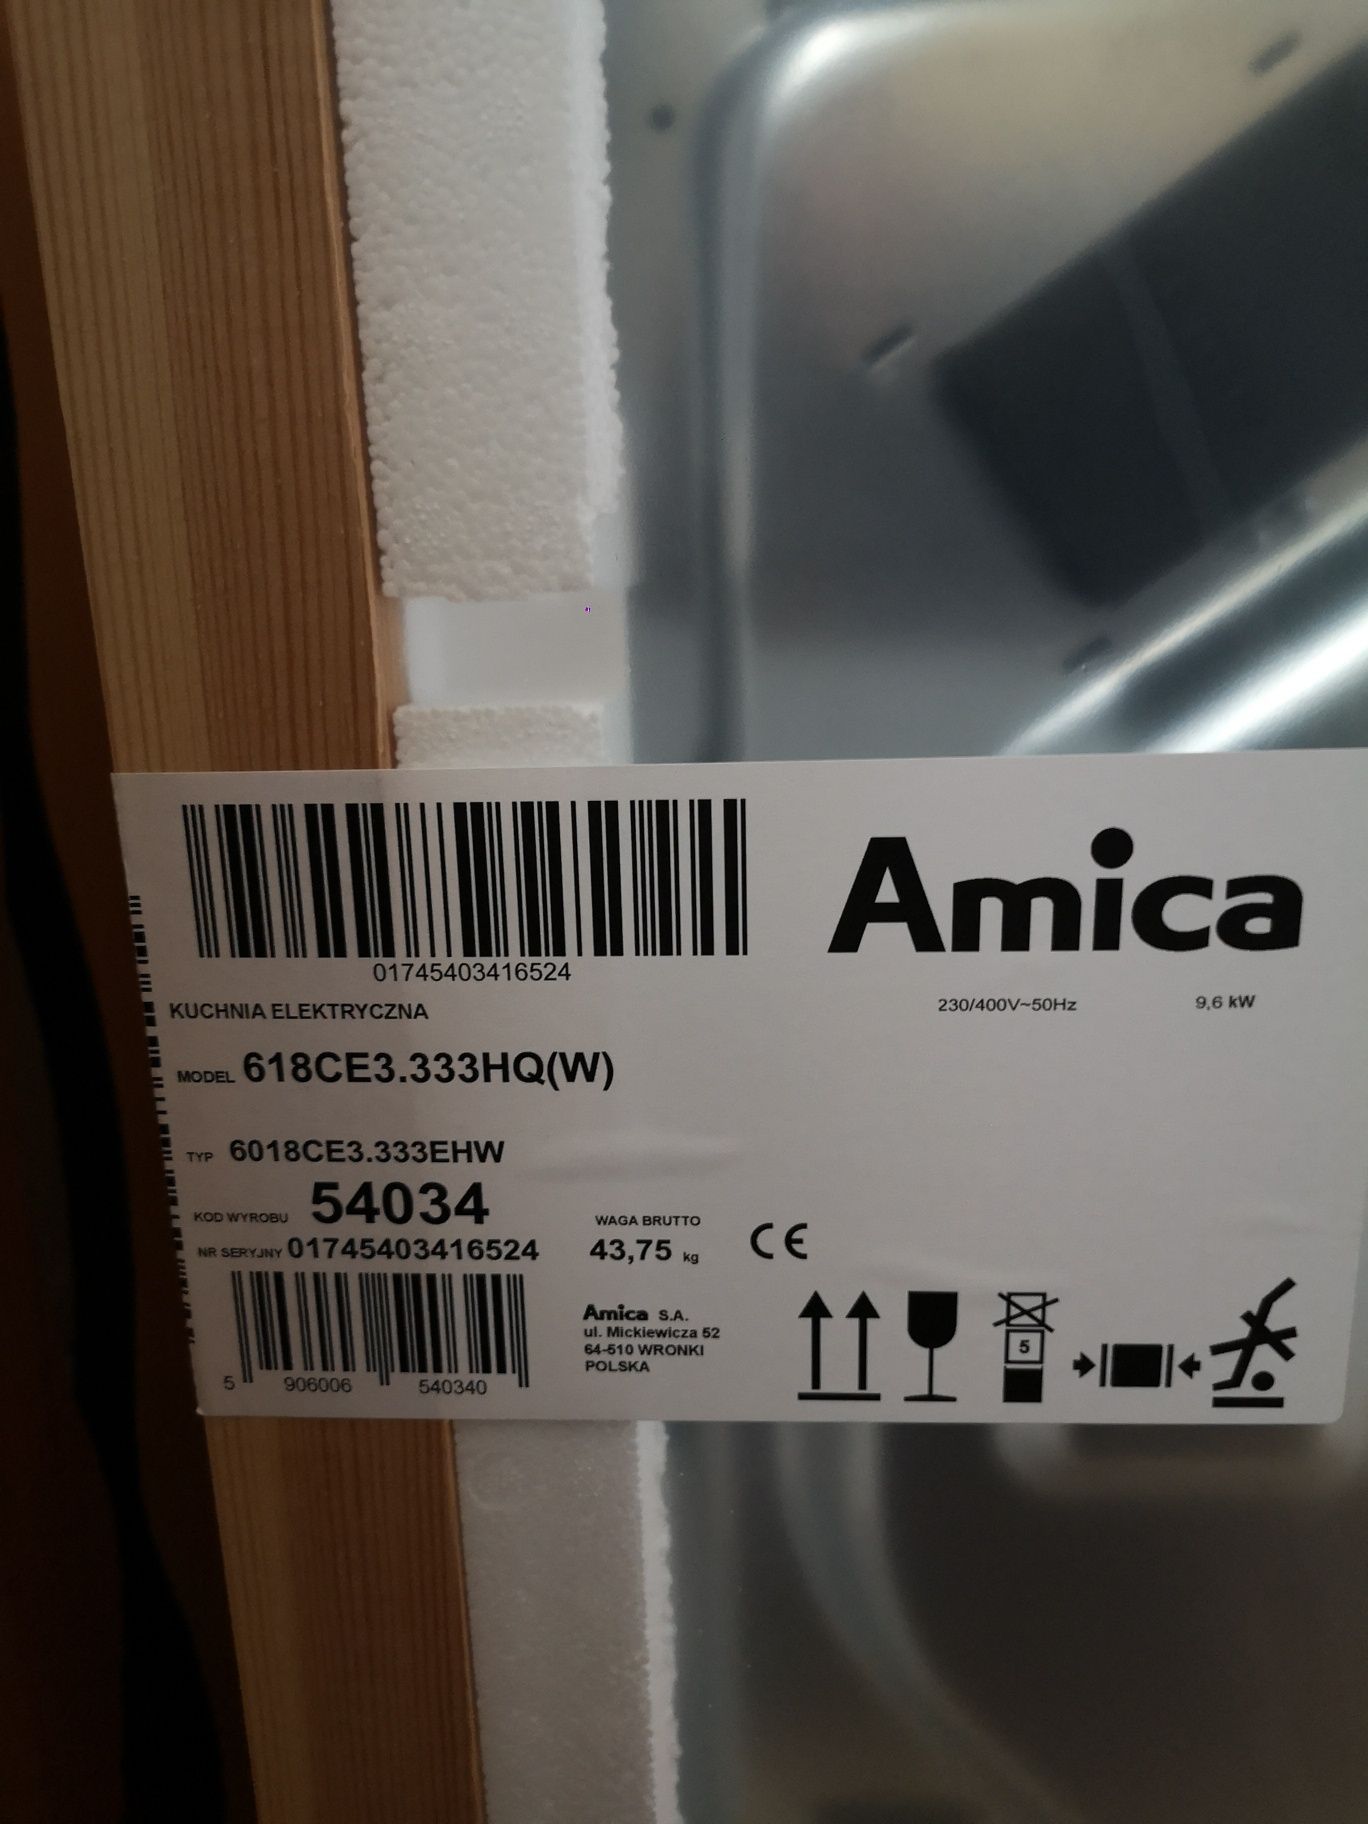 01745403416524
Amica
KUCHNIA ELEKTRYCZNA
230/400V~50Hz 9,6 kW
MODEL 618CE3.333HQ(W)
TYP 6018CE3.333EHW
KOD WYROBU 54034
NR SERYJNY 01745403416524
WAGA BRUTTO
43,75 kg
CE
5 906006 540340
Amica S.A.
ul. Mickiewicza 52
64-510 WRONKI
POLSKA
5